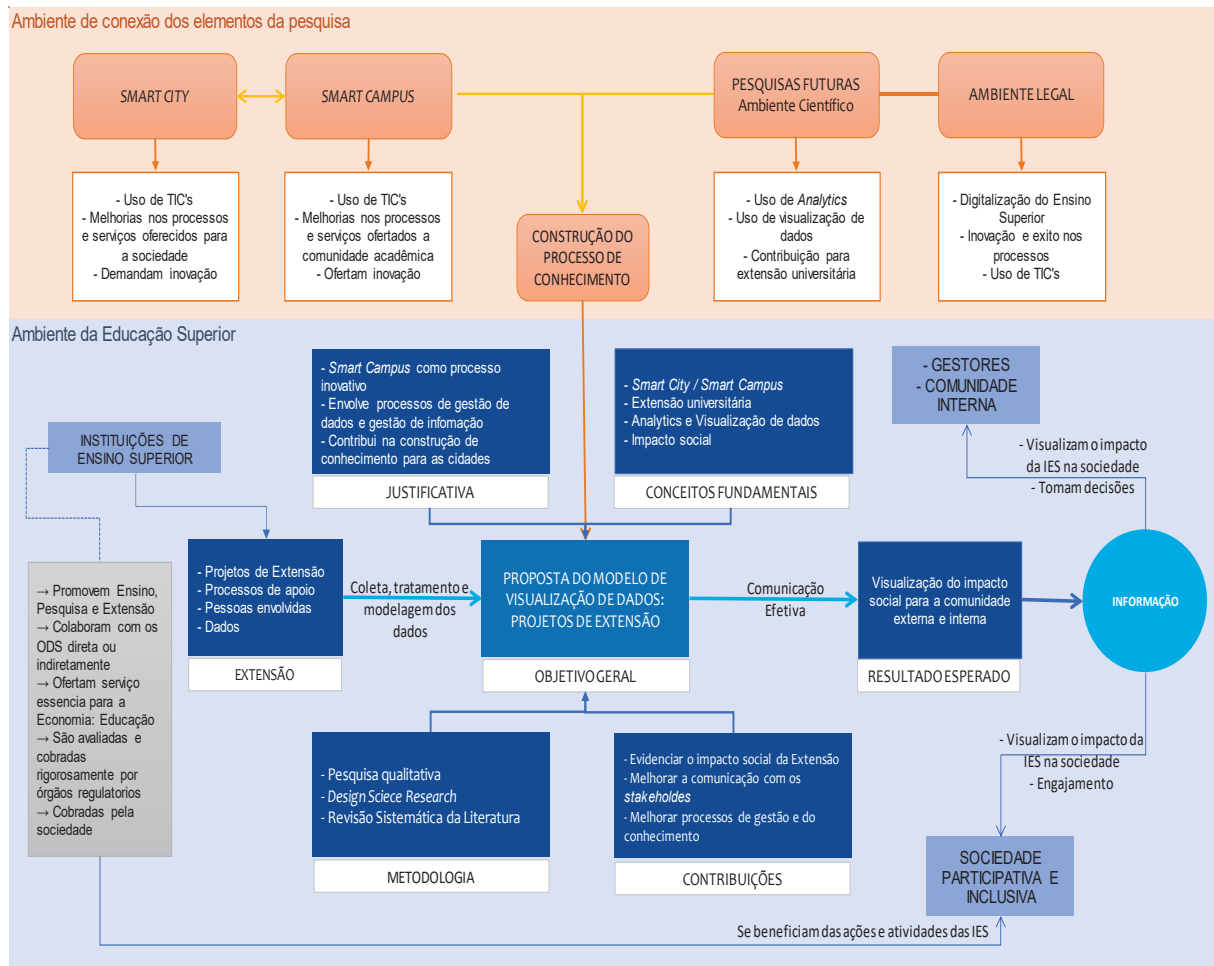 Ambiente de conexão dos elementos da pesquisa
SMART CITY
SMART CAMPUS
PESQUISAS FUTURAS
Ambiente Científico
AMBIENTE LEGAL
- Uso de TIC's
- Melhorias nos processos
e serviços oferecidos para
a sociedade
- Demandam inovação
- Uso de TIC's
- Melhorias nos processos
e serviços ofertados a
comunidade acadêmica
- Ofertam inovação
CONSTRUÇÃO DO
PROCESSO DE
CONHECIMENTO
- Uso de Analytics
- Uso de visualização de
dados
- Contribuição para
extensão universitária
- Digitalização do Ensino
Superior
- Inovação e exito nos
processos
- Uso de TIC's
Ambiente da Educação Superior
INSTITUIÇÕES DE
ENSINO SUPERIOR
- Smart Campus como processo
inovativo
- Envolve processos de gestão de
dados e gestão de infomação
- Contribui na construção de
conhecimento para as cidades
JUSTIFICATIVA
- Smart City / Smart Campus
- Extensão universitária
- Analytics e Visualização de dados
- Impacto social
CONCEITOS FUNDAMENTAIS
- GESTORES
- COMUNIDADE
INTERNA
- Visualizam o impacto
da IES na sociedade
- Tomam decisões
→ Promovem Ensino,
Pesquisa e Extensão
→ Colaboram com os
ODS direta ou
indiretamente
→ Ofertam serviço
essencia para a
Economia: Educação
→ São avaliadas e
cobradas
rigorosamente por
órgãos regulatorios
→ Cobradas pela
sociedade
- Projetos de Extensão
- Processos de apoio
- Pessoas envolvidas
- Dados
EXTENSÃO
Coleta, tratamento e
modelagem dos
dados
PROPOSTA DO MODELO DE
VISUALIZAÇÃO DE DADOS:
PROJETOS DE EXTENSÃO
OBJETIVO GERAL
Comunicação
Efetiva
Visualização do impacto
social para a comunidade
externa e interna
RESULTADO ESPERADO
INFORMAÇÃO
- Pesquisa qualitativa
- Design Sciece Research
- Revisão Sistemática da Literatura
METODOLOGIA
- Evidenciar o impacto social da Extensão
- Melhorar a comunicação com os
stakeholdes
- Melhorar processos de gestão e do
conhecimento
CONTRIBUIÇÕES
- Visualizam o impacto da
IES na sociedade
- Engajamento
SOCIEDADE
PARTICIPATIVA E
INCLUSIVA
Se beneficiam das ações e atividades das IES